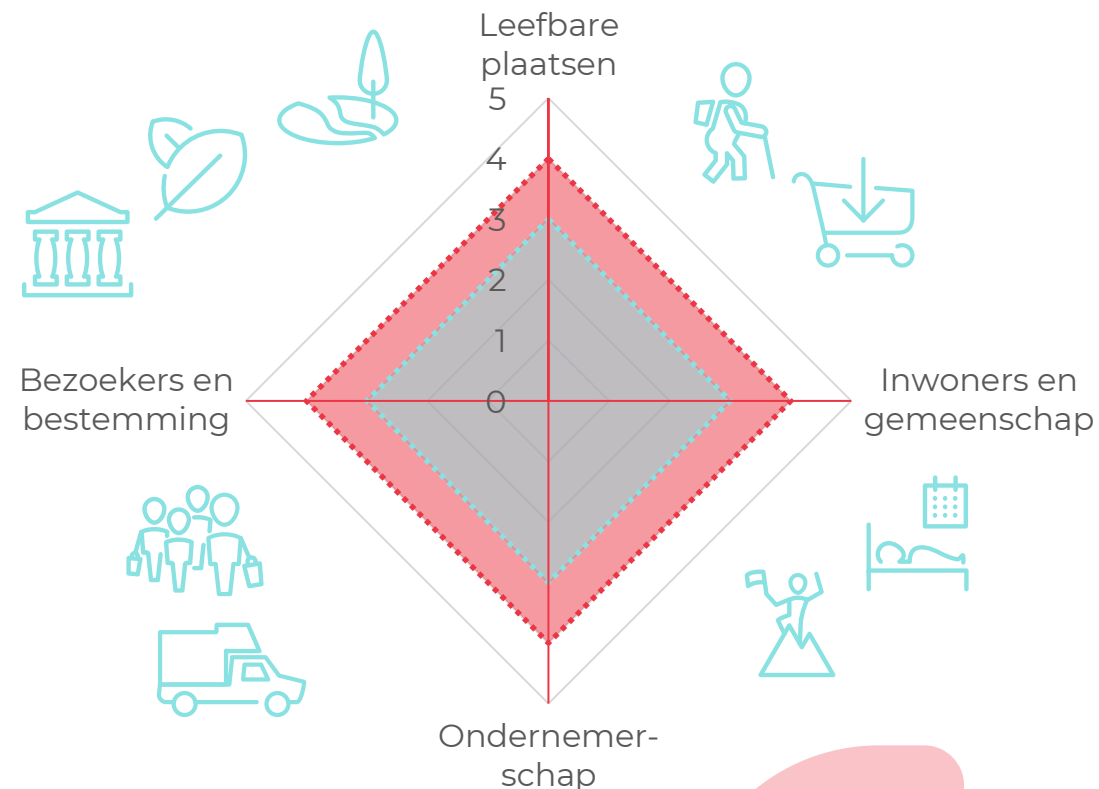 Leefbare
plaatsen
5
4
3
2
1
0
Bezoekers en
bestemming
Inwoners en
gemeenschap
Ondernemer-
schap